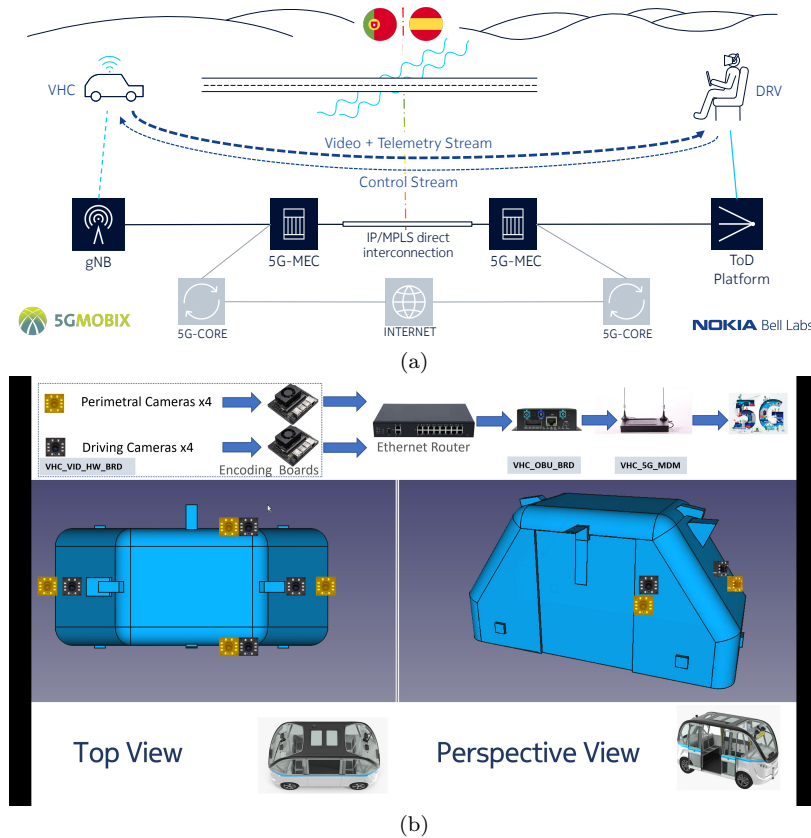 VHC
DRV
Video + Telemetry Stream
Control Stream
gNB
5G-MEC
IP/MPLS direct
interconnection
5G-MEC
ToD
Platform
5G-CORE
INTERNET
5G-CORE
5GMOBIX
NOKIA Bell Labs
(a)
Perimetral Cameras x4
Driving Cameras x4
VHC_VID_HW_BRD
Encoding Boards
Ethernet Router
VHC_OBU_BRD
VHC_5G_MDM
5G
Top View
Perspective View
(b)